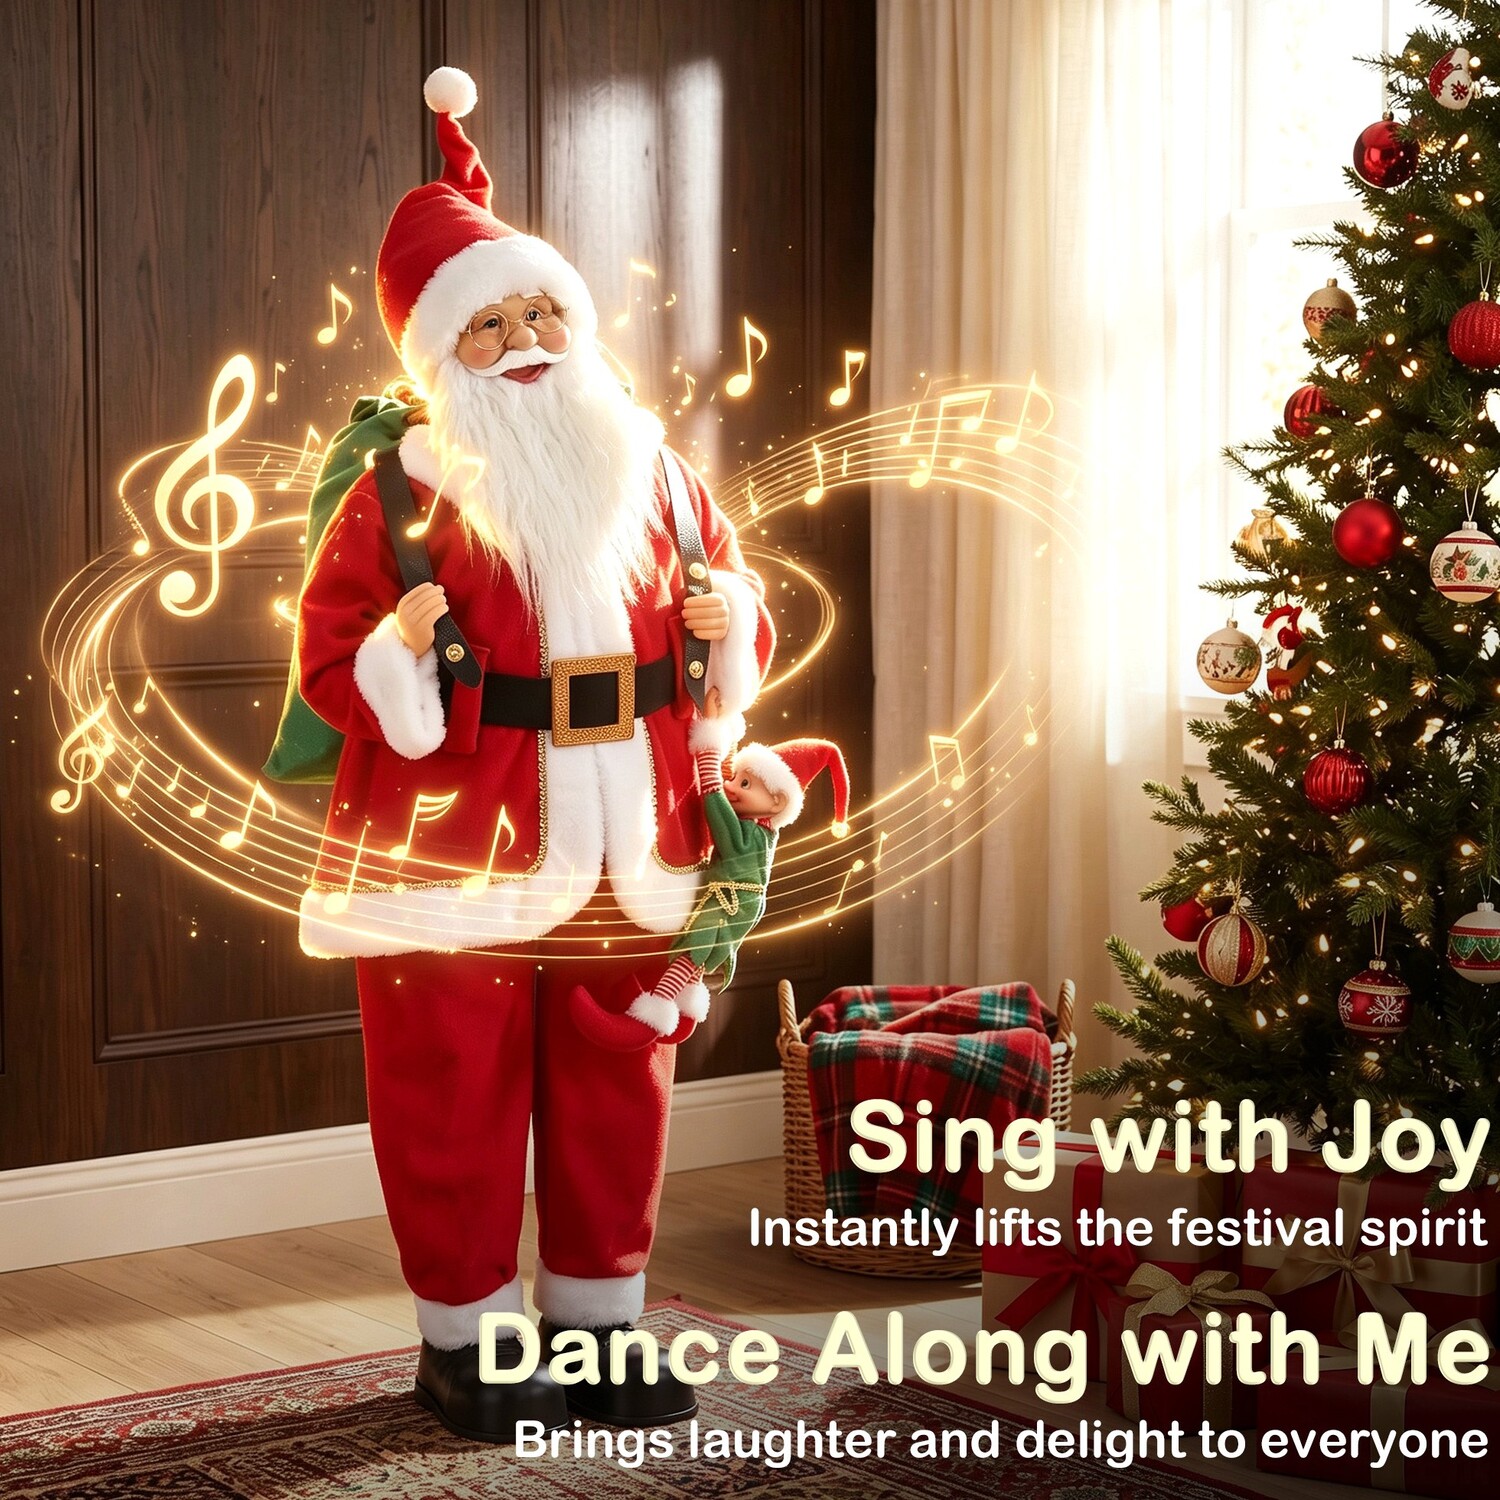 Sing with Joy
Instantly lifts the festival spirit
Dance Along with Me
Brings laughter and delight to everyone